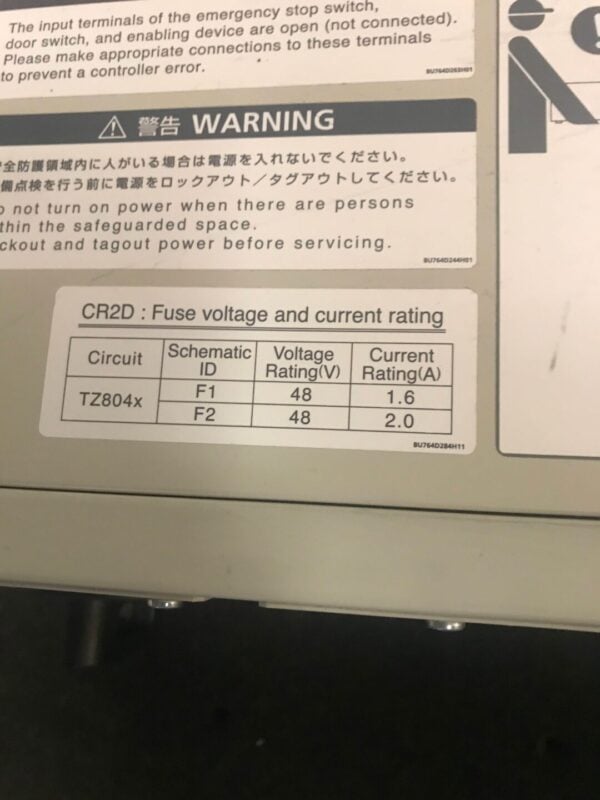 The input terminals of the emergency stop switch,
door switch, and enabling device are open (not connected).
Please make appropriate connections to these terminals
to prevent a controller error.
BU764D263H01
警告 WARNING
全防護領域内に人がいる場合は電源を入れないでください。
備点検を行う前に電源をロックアウト／タグアウトしてください。
o not turn on power when there are persons
thin the safeguarded space.
ckout and tagout power before servicing.
BU764D244H01
CR2D : Fuse voltage and current rating
Circuit Schematic ID Voltage Rating(V) Current Rating(A)
TZ804x F1 48 1.6
F2 48 2.0
BU764D284H11